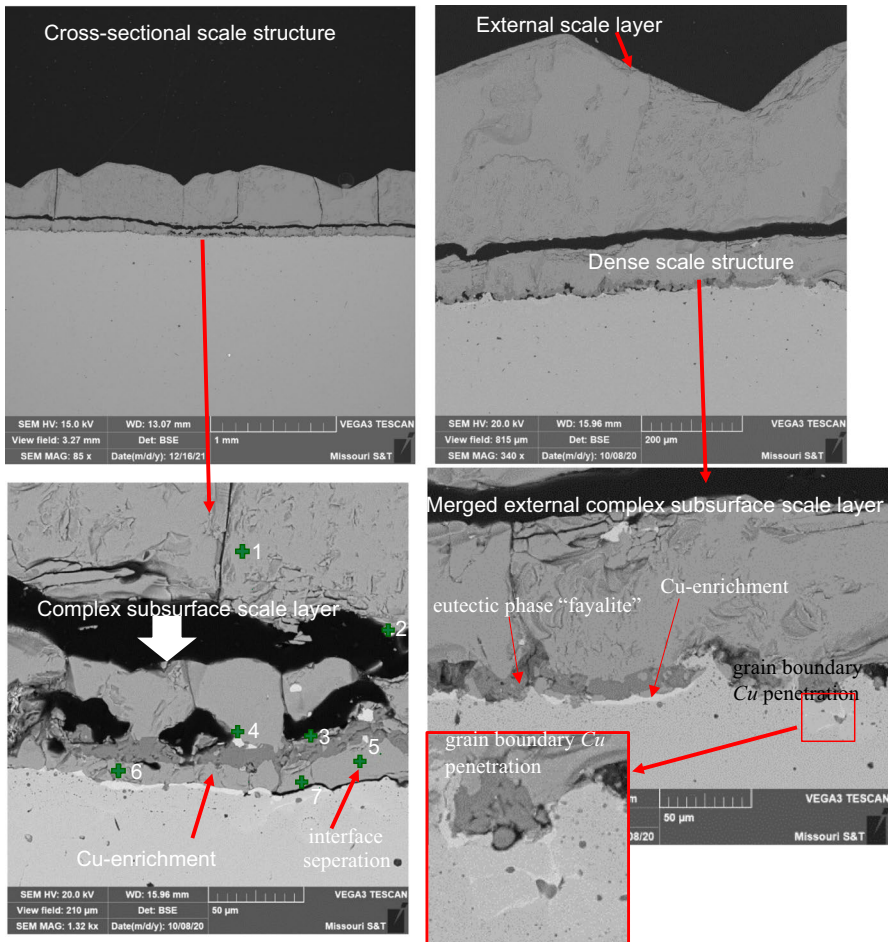 Cross-sectional scale structure
SEM HV: 15.0 kV WD: 13.07 mm VEGA3 TESCAN
View field: 3.27 mm Det: BSE 1 mm
SEM MAG: 85 x Date(m/d/y): 12/16/21 Missouri S&T
External scale layer
Dense scale structure
SEM HV: 20.0 kV WD: 15.96 mm VEGA3 TESCAN
View field: 815 µm Det: BSE 200 µm
SEM MAG: 340 x Date(m/d/y): 10/08/20 Missouri S&T
1
Complex subsurface scale layer
2
4
3
5
6
7
Cu-enrichment
interface
seperation
SEM HV: 20.0 kV WD: 15.96 mm VEGA3 TESCAN
View field: 210 µm Det: BSE 50 µm
SEM MAG: 1.32 kx Date(m/d/y): 10/08/20 Missouri S&T
Merged external complex subsurface scale layer
Cu-enrichment
eutectic phase “fayalite”
grain boundary
Cu penetration
grain boundary Cu
penetration
m VEGA3 TESCAN
50 µm
08/20 Missouri S&T